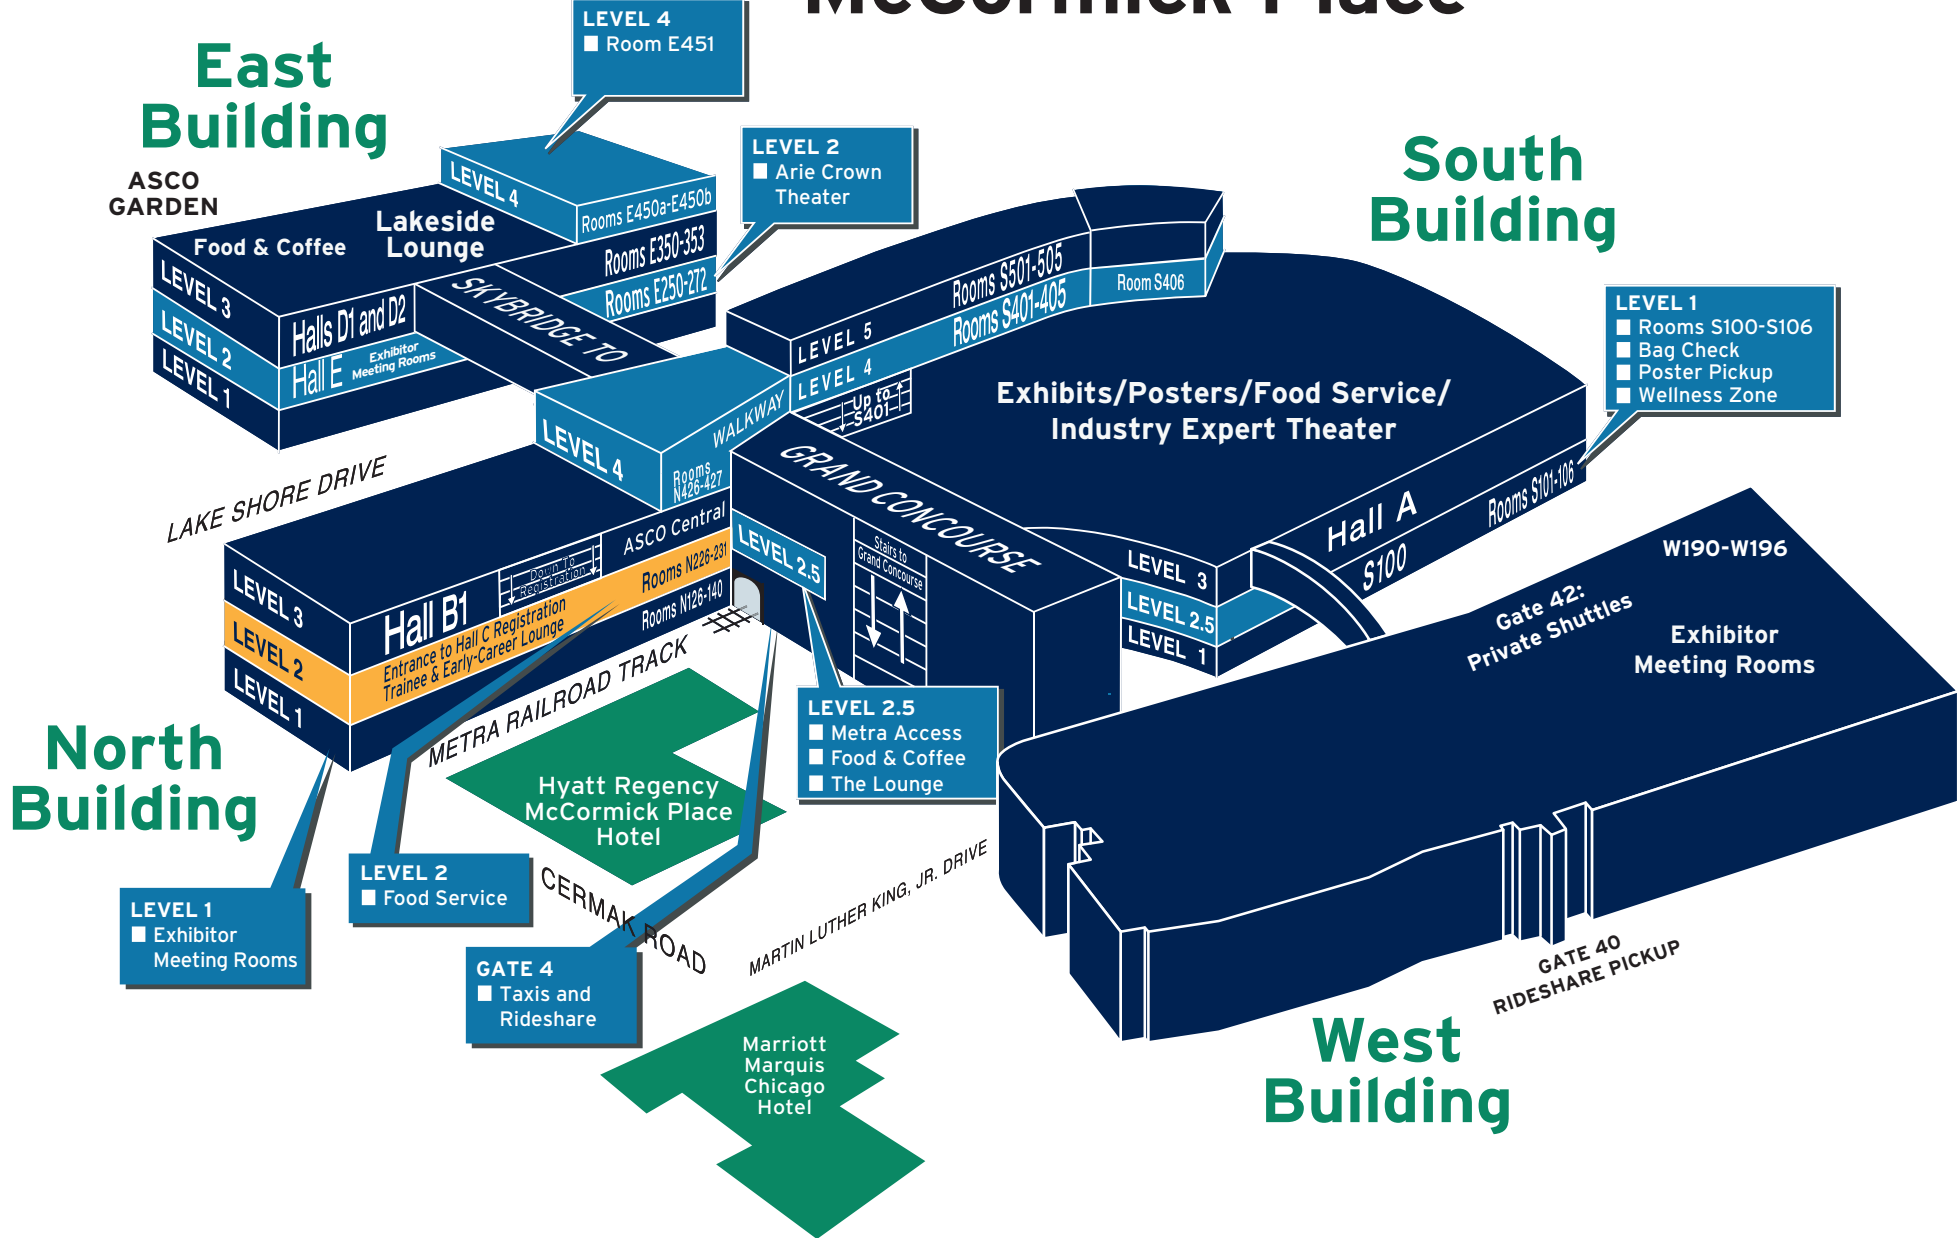 McCormick Place
LEVEL 4
Room E451
East
Building
ASCO
GARDEN
LEVEL 2
Arie Crown
Theater
South
Building
LEVEL 4
Rooms E450a-E450b
Lakeside
Lounge
Food & Coffee
Rooms E350-353
Rooms E250-272
LEVEL 3
LEVEL 2
LEVEL 1
Halls D1 and D2
Hall E
Exhibitor
Meeting Rooms
SKYBRIDGE TO
Rooms S501-505
Rooms S401-405
Room S406
LEVEL 5
LEVEL 4
Up to
S401
LEVEL 1
Rooms S100-S106
Bag Check
Poster Pickup
Wellness Zone
Exhibits/Posters/Food Service/
Industry Expert Theater
WALKWAY
LEVEL 4
Rooms
N426-427
GRAND CONCOURSE
LAKE SHORE DRIVE
Hall A
Rooms S101-106
S100
LEVEL 3
LEVEL 2.5
LEVEL 1
ASCO Central
Down To
Registration
Rooms N226-231
Rooms N126-140
LEVEL 3
LEVEL 2
LEVEL 1
Hall B1
Entrance to Hall C Registration
Trainee & Early-Career Lounge
LEVEL 2.5
Stairs to
Grand Concourse
METRA RAILROAD TRACK
W190-W196
Gate 42:
Private Shuttles
Exhibitor
Meeting Rooms
North
Building
LEVEL 2.5
Metra Access
Food & Coffee
The Lounge
Hyatt Regency
McCormick Place
Hotel
LEVEL 2
Food Service
LEVEL 1
Exhibitor
Meeting Rooms
CERMAK ROAD
MARTIN LUTHER KING, JR. DRIVE
GATE 4
Taxis and
Rideshare
GATE 40
RIDESHARE PICKUP
Marriott
Marquis
Chicago
Hotel
West
Building